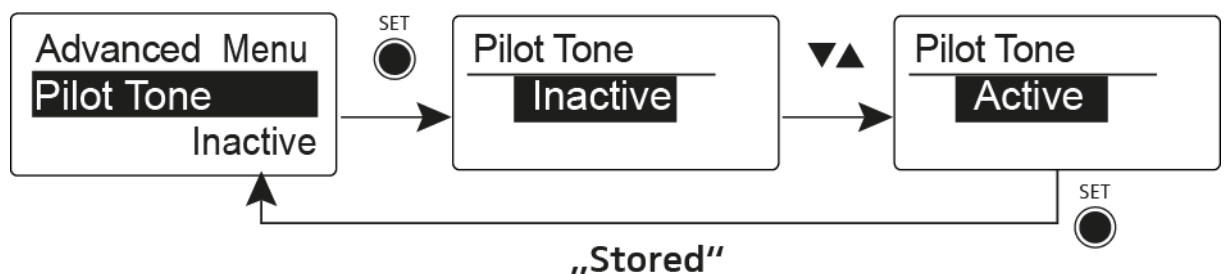 Advanced Menu
Pilot Tone
Inactive
SET
Pilot Tone
Inactive
▼▲
Pilot Tone
Active
SET
„Stored“